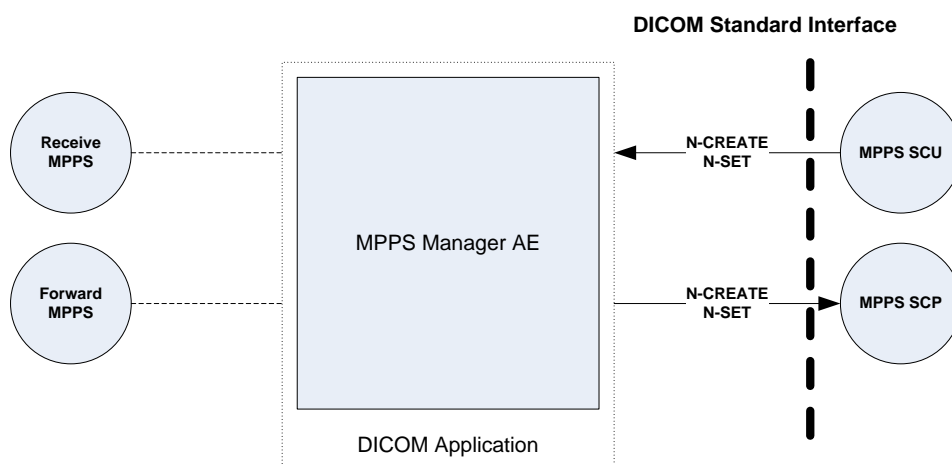 DICOM Standard Interface
Receive
MPPS
N-CREATE
N-SET
MPPS SCU
MPPS Manager AE
Forward
MPPS
N-CREATE
N-SET
MPPS SCP
DICOM Application